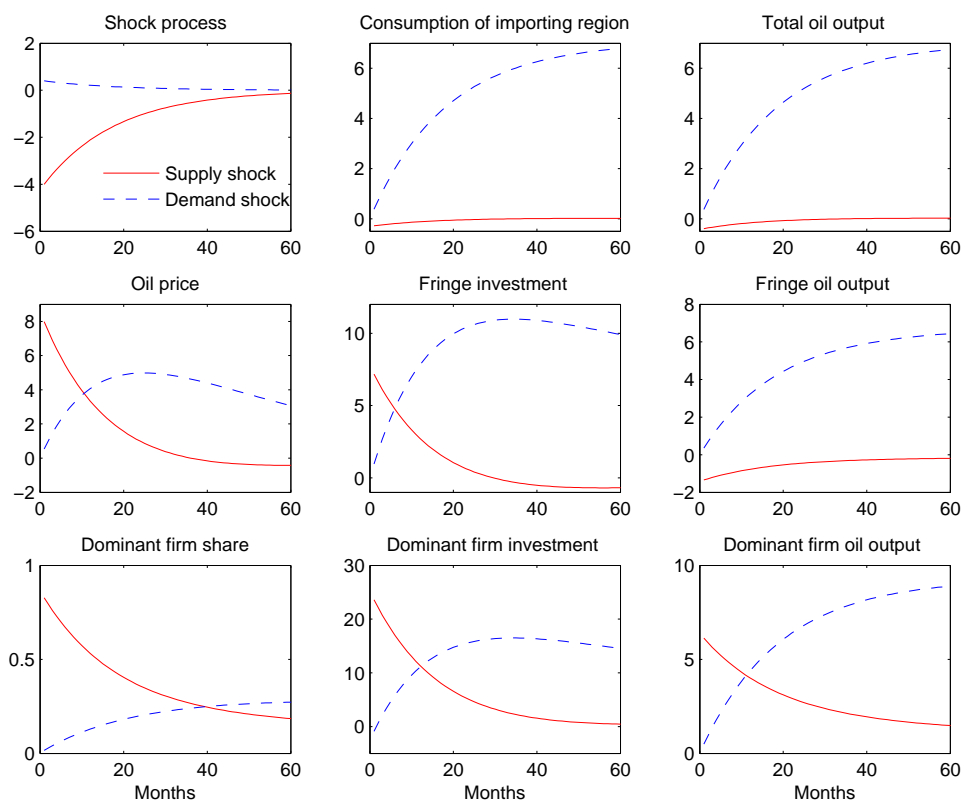 Shock process
Consumption of importing region
Total oil output
2
0
−2
−4
−6
Supply shock
Demand shock
0 20 40 60
6
4
2
0
0 20 40 60
6
4
2
0
0 20 40 60
Oil price
Fringe investment
Fringe oil output
8
6
4
2
0
−2
0 20 40 60
10
5
0
0 20 40 60
8
6
4
2
0
−2
0 20 40 60
Dominant firm share
Dominant firm investment
Dominant firm oil output
1
0.5
0
0 20 40 60
Months
30
20
10
0
0 20 40 60
Months
10
5
0
0 20 40 60
Months